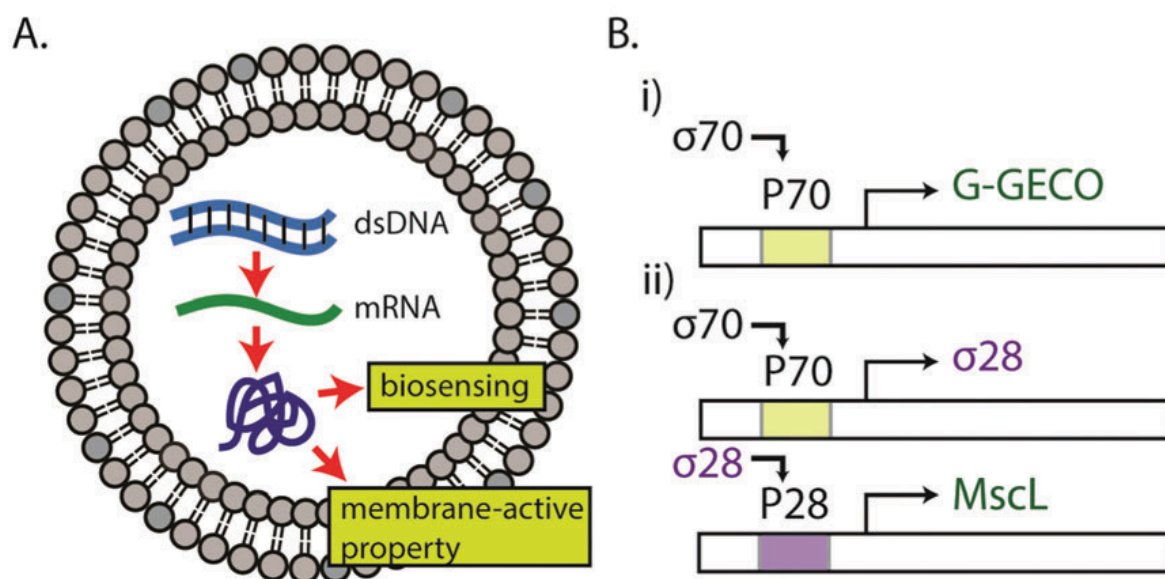 A.
dsDNA
mRNA
biosensing
membrane-active
property
B.
i)
σ70
P70
G-GECO
ii)
σ70
P70
σ28
σ28
P28
MscL